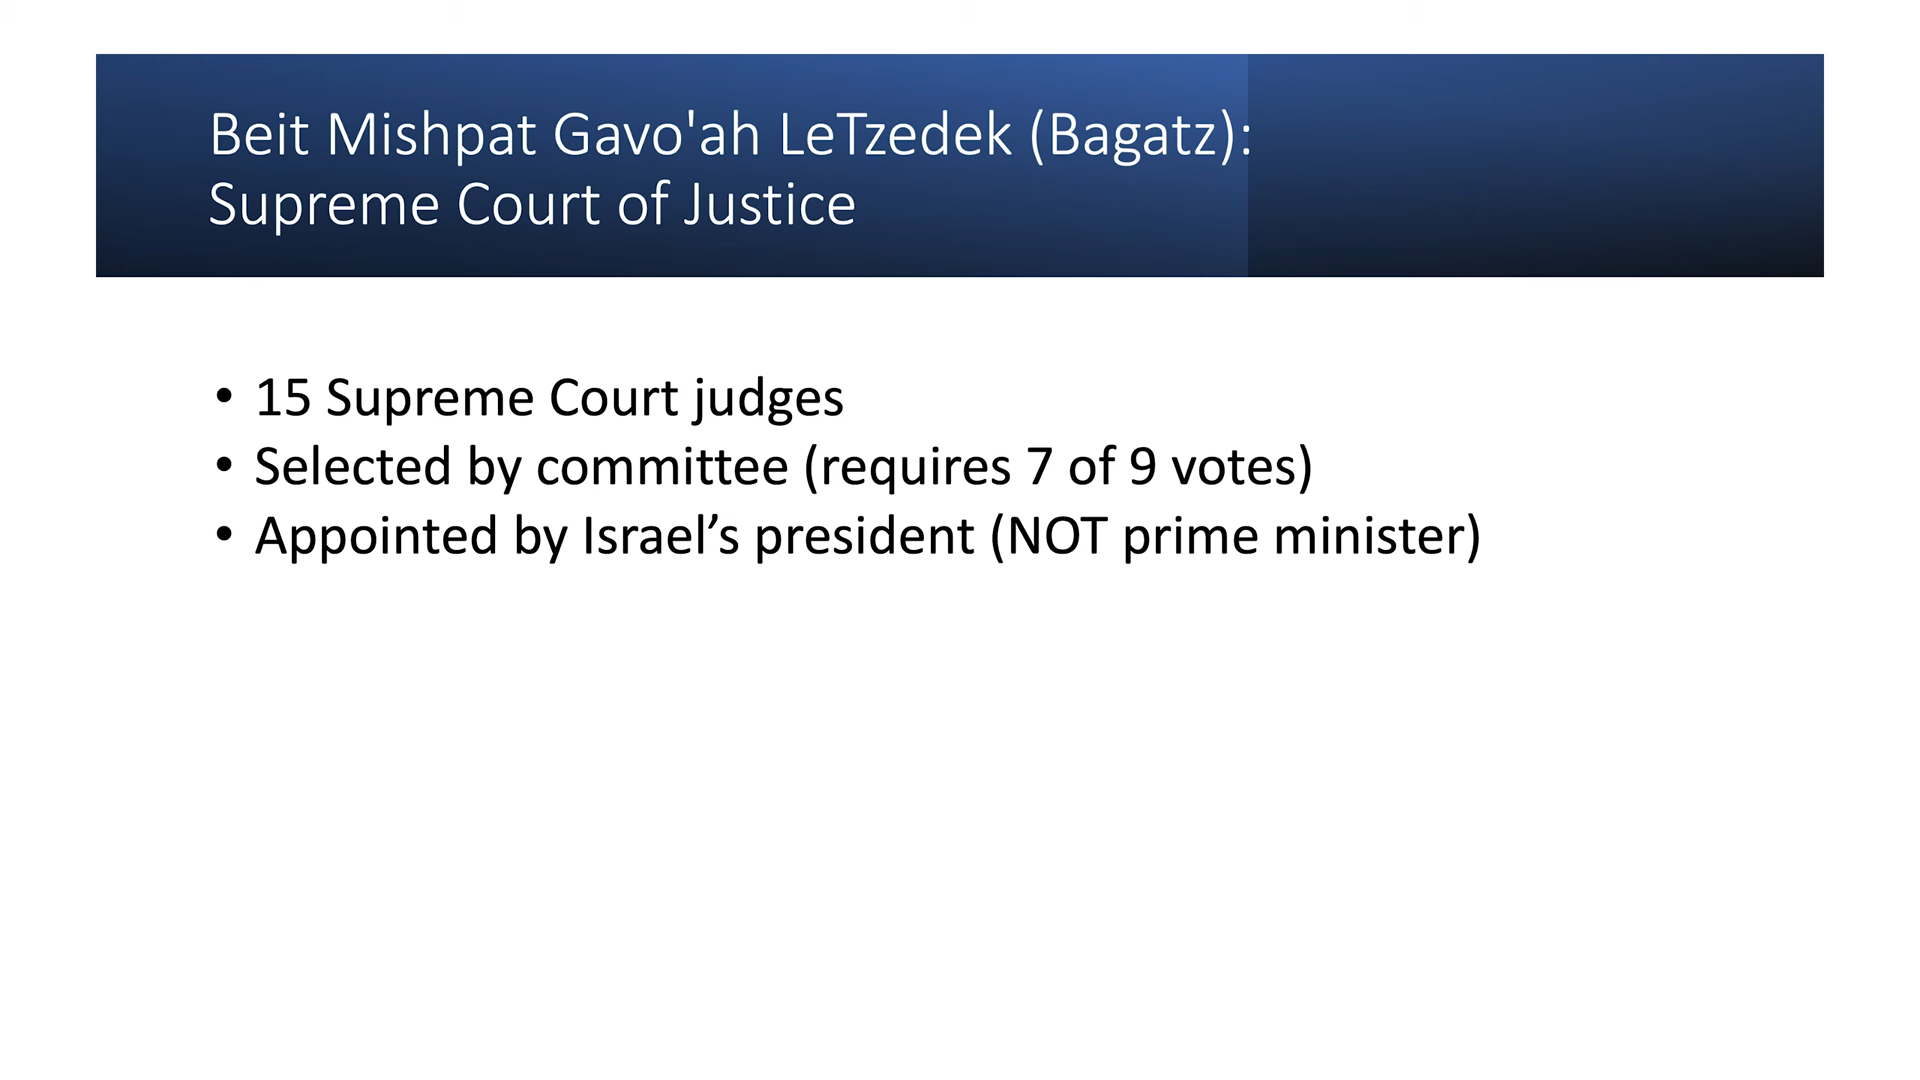 Beit Mishpat Gavo'ah LeTzedek (Bagatz):
Supreme Court of Justice
• 15 Supreme Court judges
• Selected by committee (requires 7 of 9 votes)
• Appointed by Israel’s president (NOT prime minister)